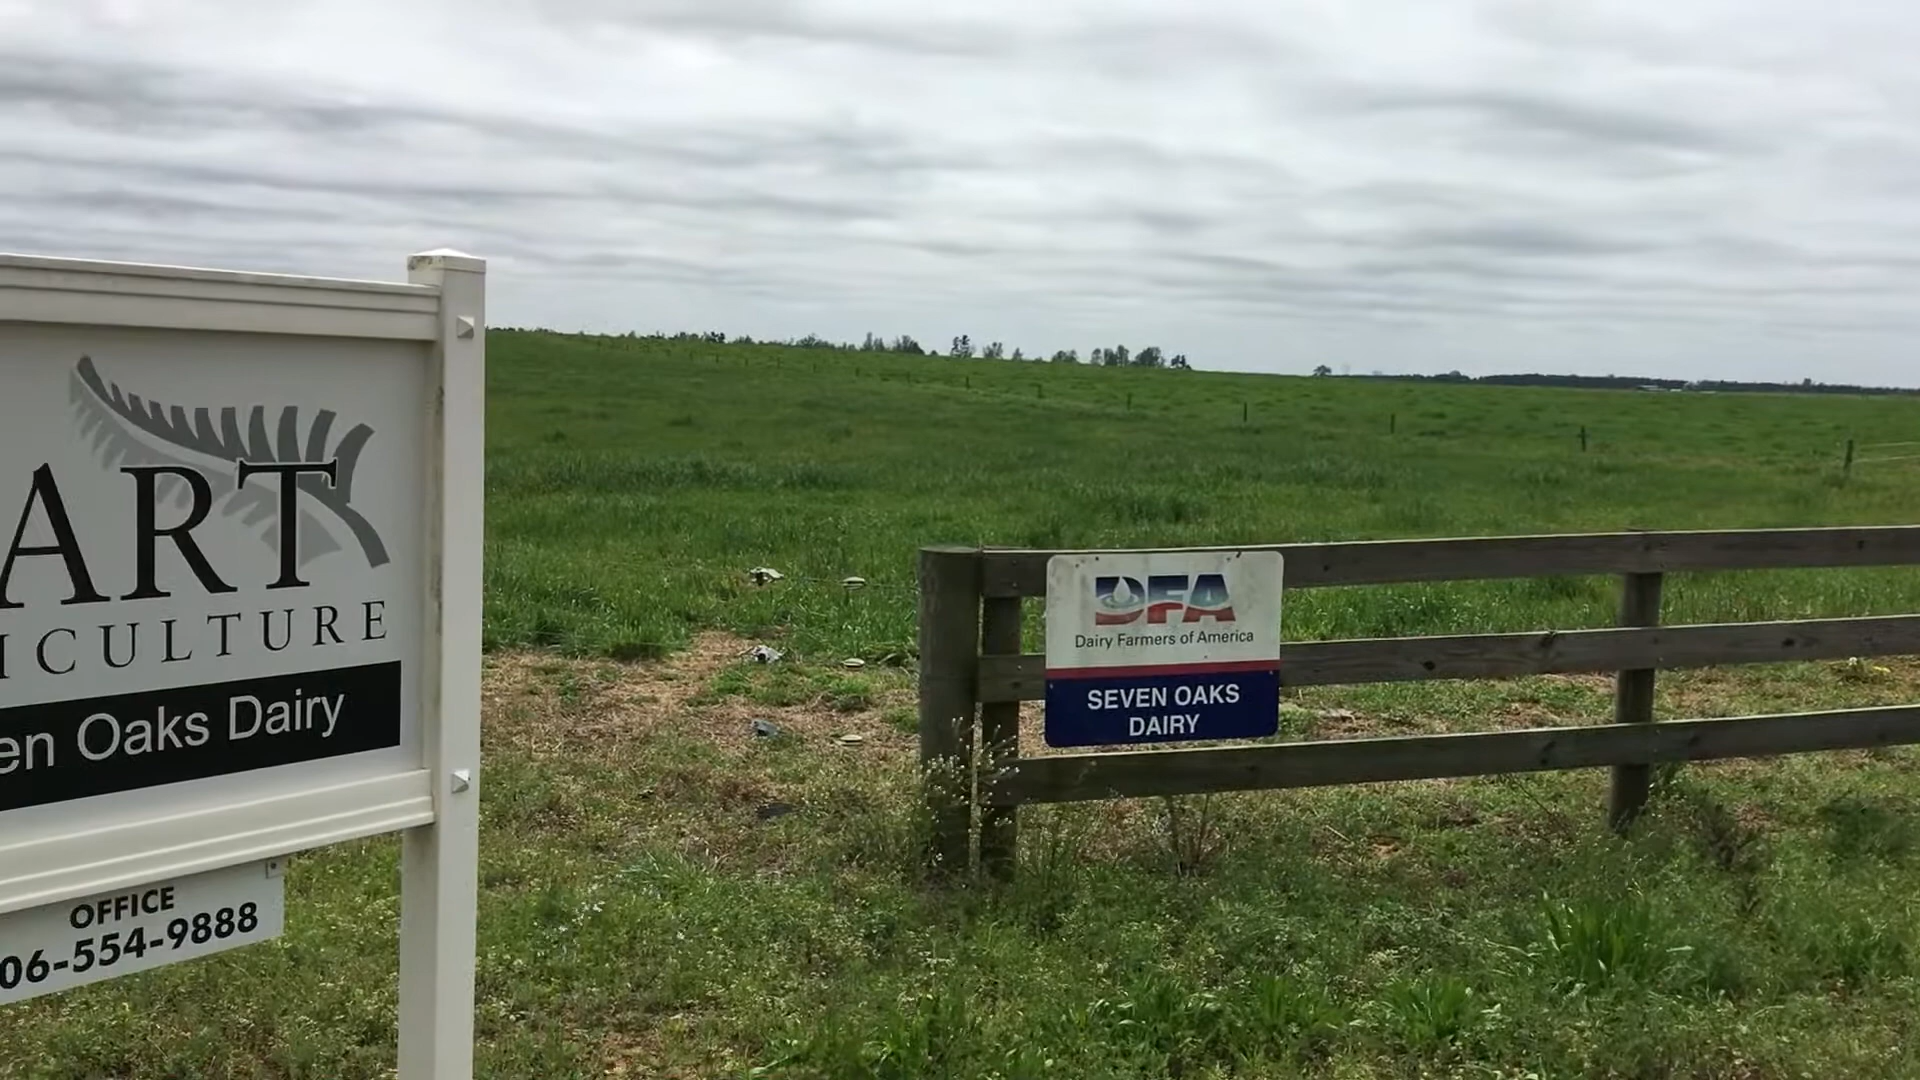 ART
ICULTURE
en Oaks Dairy
OFFICE
06-554-9888
DFA
Dairy Farmers of America
SEVEN OAKS
DAIRY